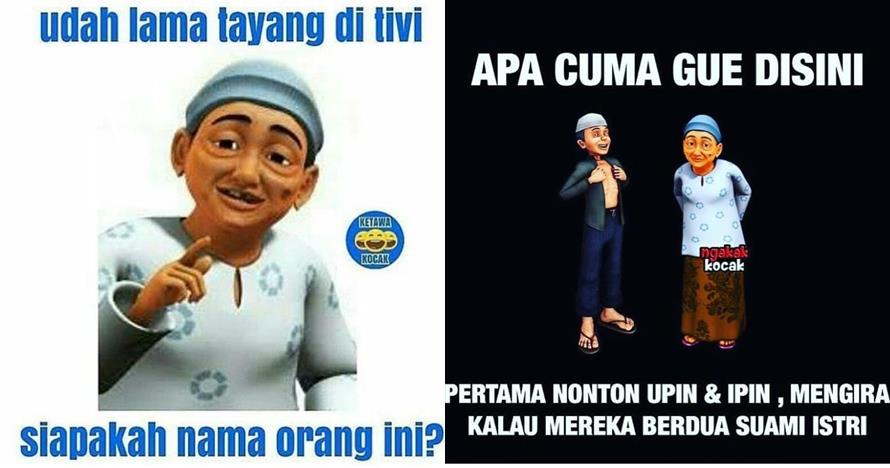 udah lama tayang di tivi
KETAWA
KOCAK
siapakah nama orang ini?
APA CUMA GUE DISINI
ngakak
kocak
PERTAMA NONTON UPIN & IPIN , MENGIRA
KALAU MEREKA BERDUA SUAMI ISTRI